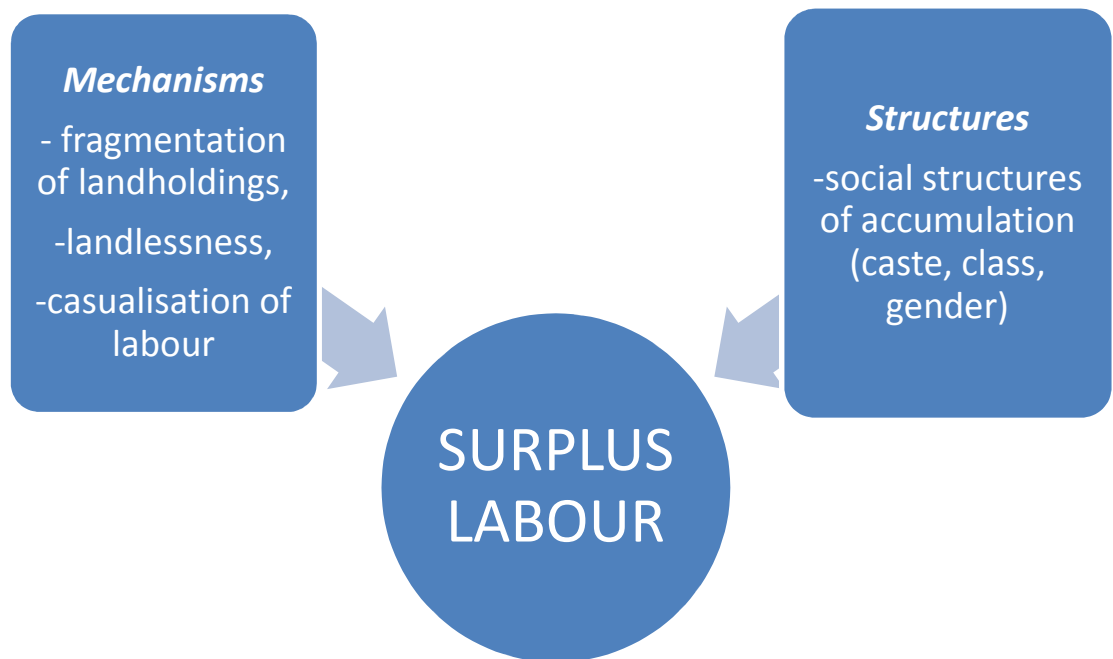 Mechanisms
- fragmentation
of landholdings,
-landlessness,
-casualisation of
labour
Structures
-social structures
of accumulation
(caste, class,
gender)
SURPLUS
LABOUR